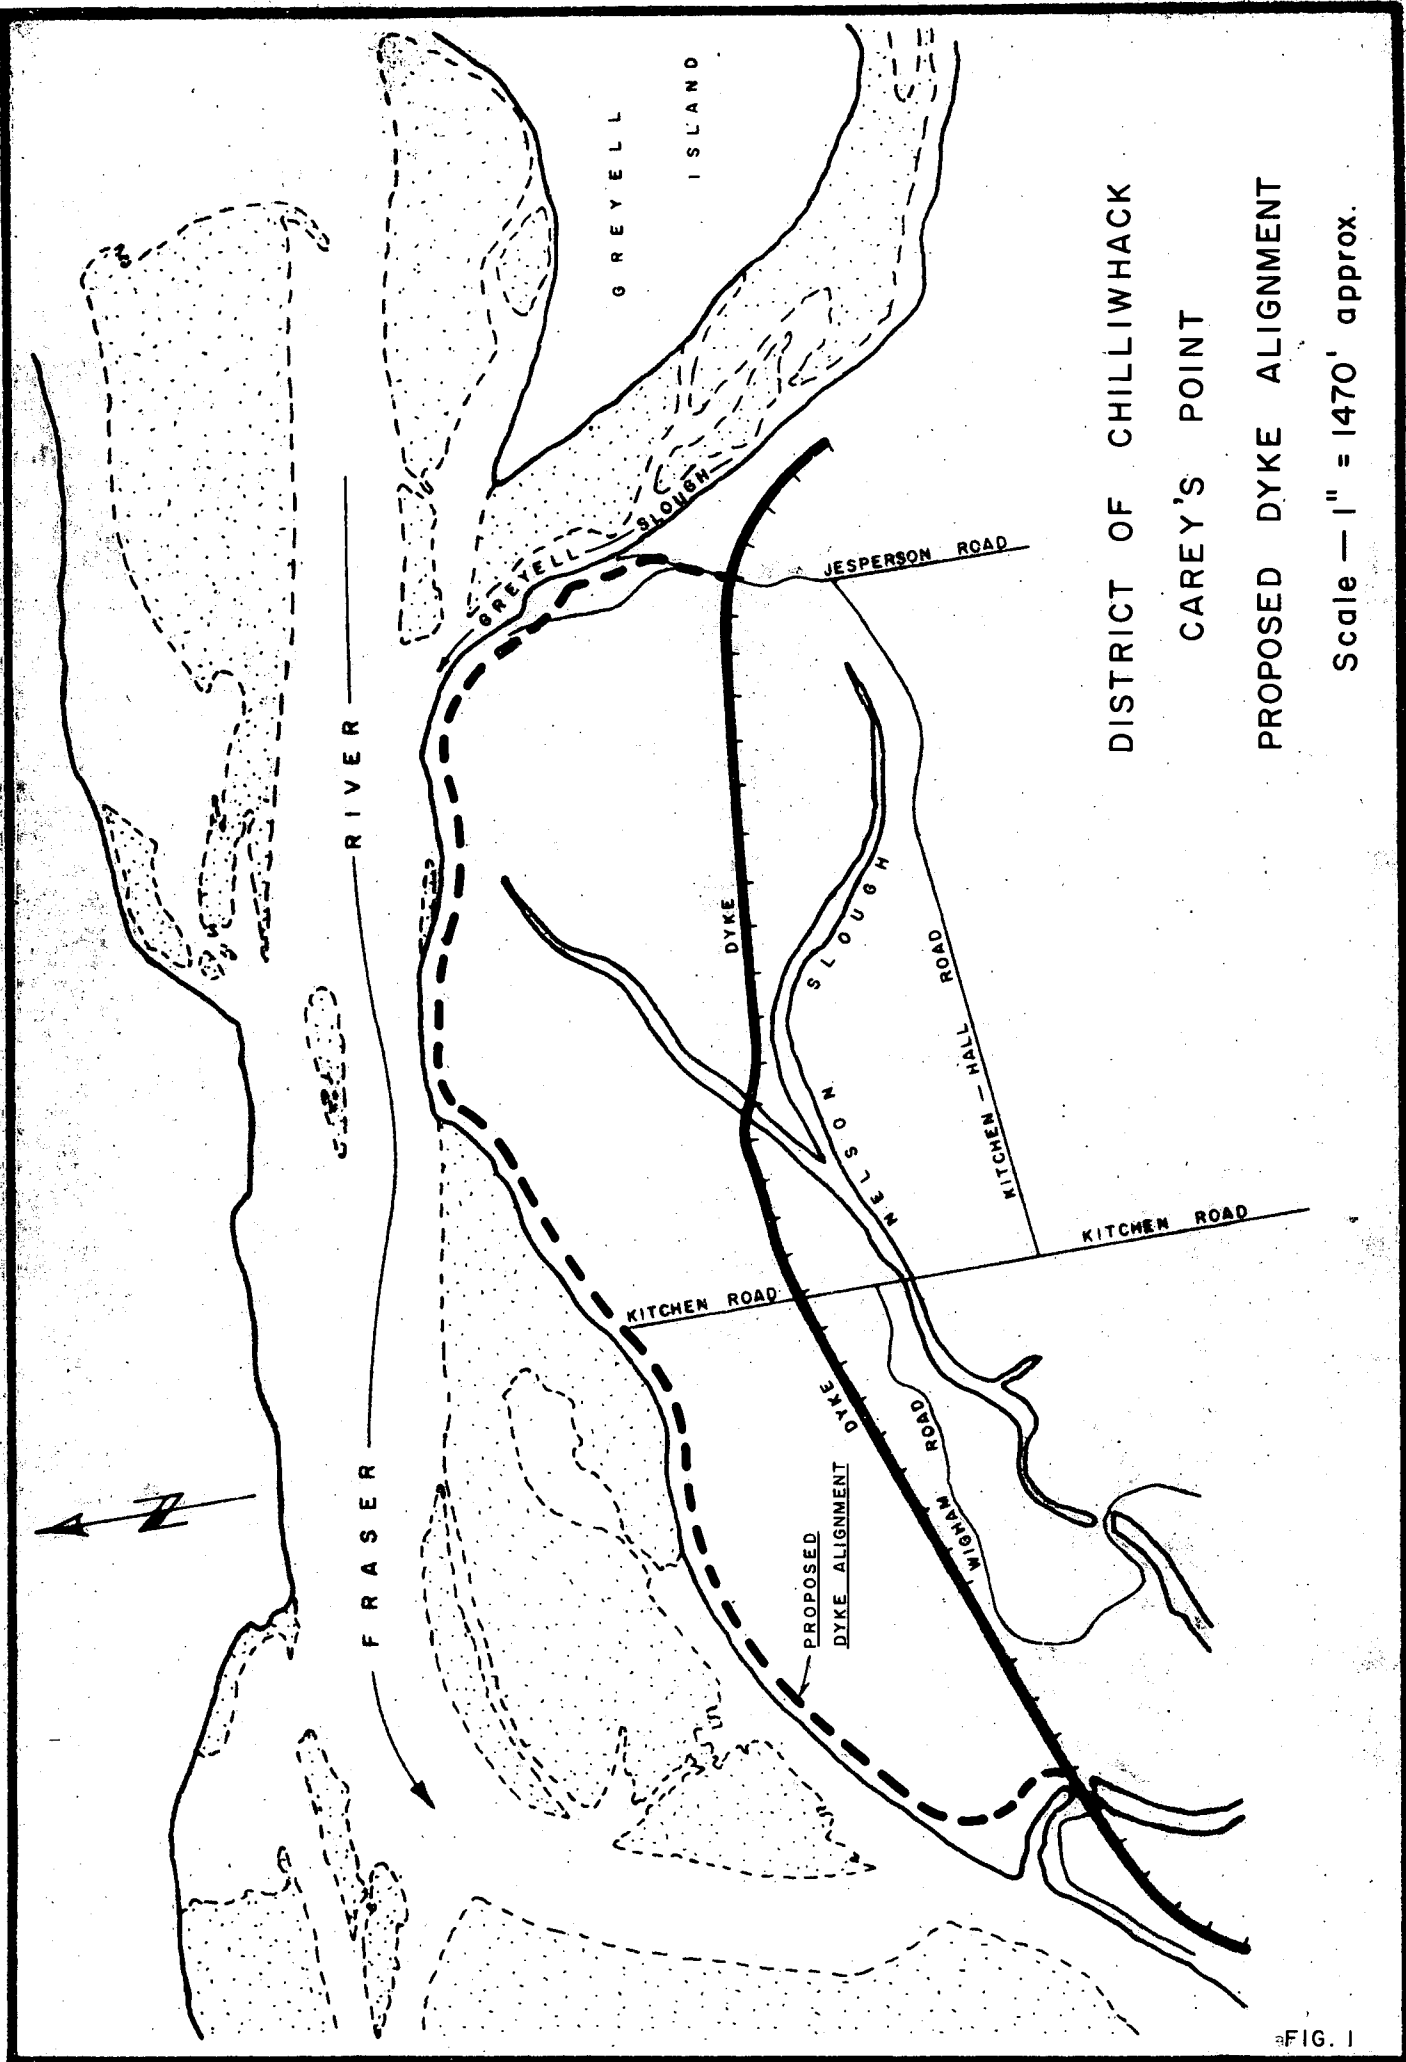 DISTRICT OF CHILLIWHACK
CAREY'S POINT
PROPOSED DYKE ALIGNMENT
Scale — 1" = 1470' approx.
GREYELL
ISLAND
FRASER
RIVER
GREYELL SLOUGH
JESPERSON ROAD
DYKE
NELSON SLOUGH
KITCHEN — HALL ROAD
KITCHEN ROAD
KITCHEN ROAD
DYKE
WIGHAM ROAD
PROPOSED
DYKE ALIGNMENT
N
FIG. 1